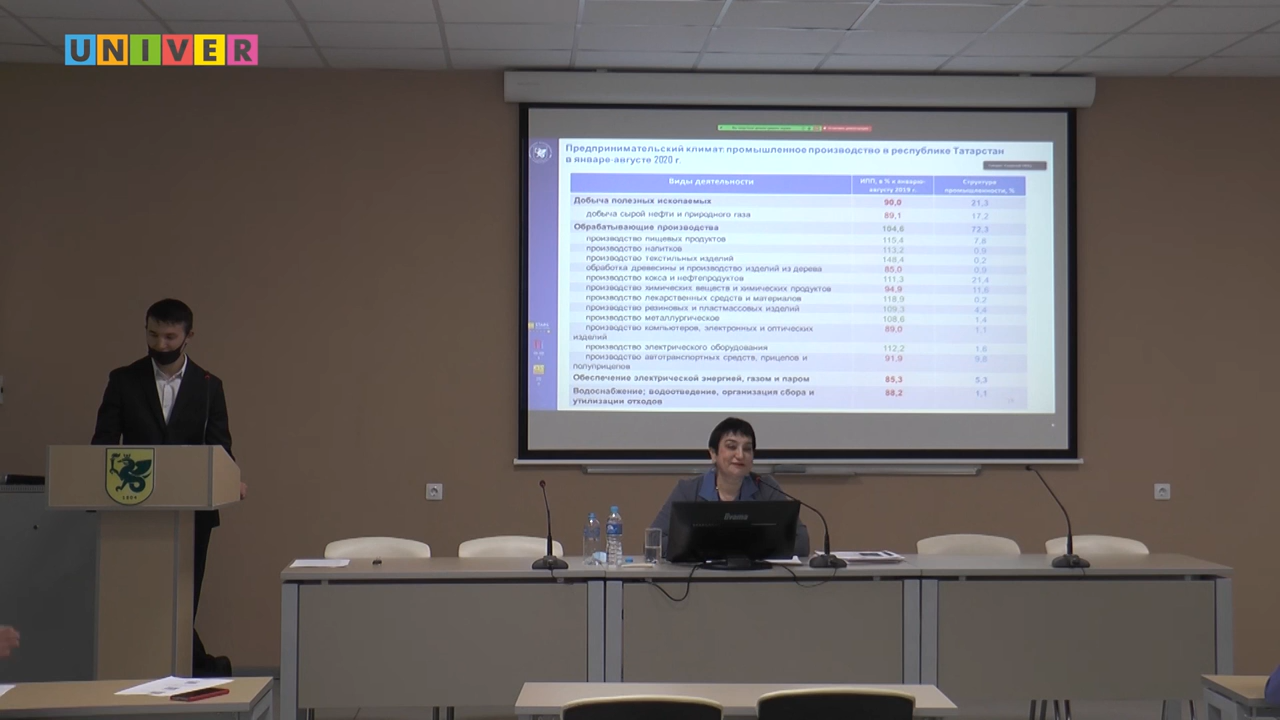 UNIVER
Предпринимательский климат: промышленное производство в республике Татарстан
в январе-августе 2020 г.
Виды деятельности ИПП, в % к январю-августу 2019 г. Структура промышленности, %
Добыча полезных ископаемых 90,0 21,3
добыча сырой нефти и природного газа 89,1 17,2
Обрабатывающие производства 104,6 72,3
производство пищевых продуктов 115,4 7,8
производство напитков 113,2 0,9
производство текстильных изделий 148,4 0,2
обработка древесины и производство изделий из дерева 85,0 0,9
производство кокса и нефтепродуктов 111,3 21,4
производство химических веществ и химических продуктов 94,9 11,6
производство лекарственных средств и материалов 118,9 0,2
производство резиновых и пластмассовых изделий 109,3 4,4
производство металлургическое 108,6 1,4
производство компьютеров, электронных и оптических
изделий 89,0 1,1
производство электрического оборудования 112,2 1,6
производство автотранспортных средств, прицепов и
полуприцепов 91,9 9,8
Обеспечение электрической энергией, газом и паром 85,3 5,3
Водоснабжение; водоотведение, организация сбора и
утилизации отходов 88,2 1,1
1804
iiyama